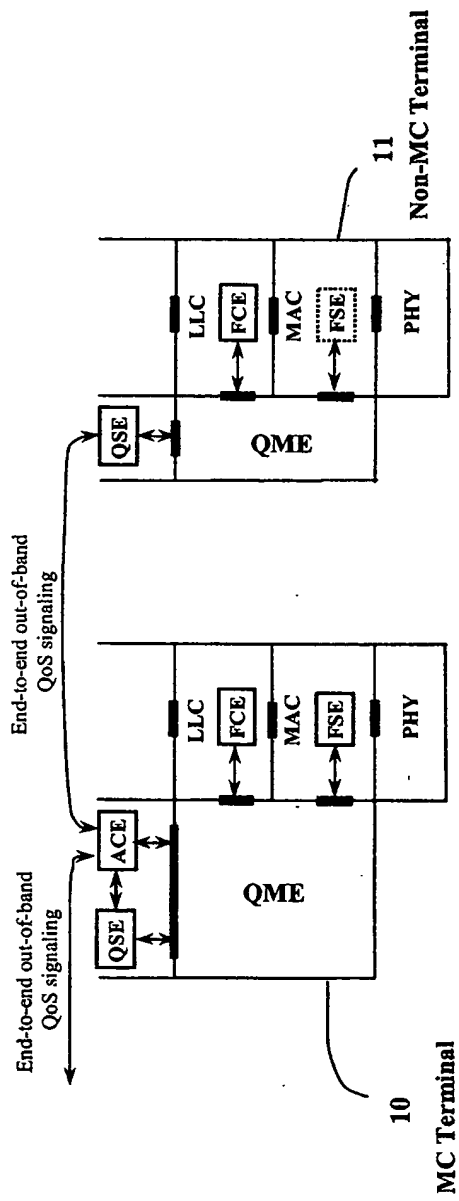 End-to-end out-of-band
QoS signaling
End-to-end out-of-band
QoS signaling
QSE
ACE
QSE
LLC
FCE
LLC
FCE
QME
MAC
FSE
QME
MAC
FSE
PHY
PHY
10
MC Terminal
11
Non-MC Terminal